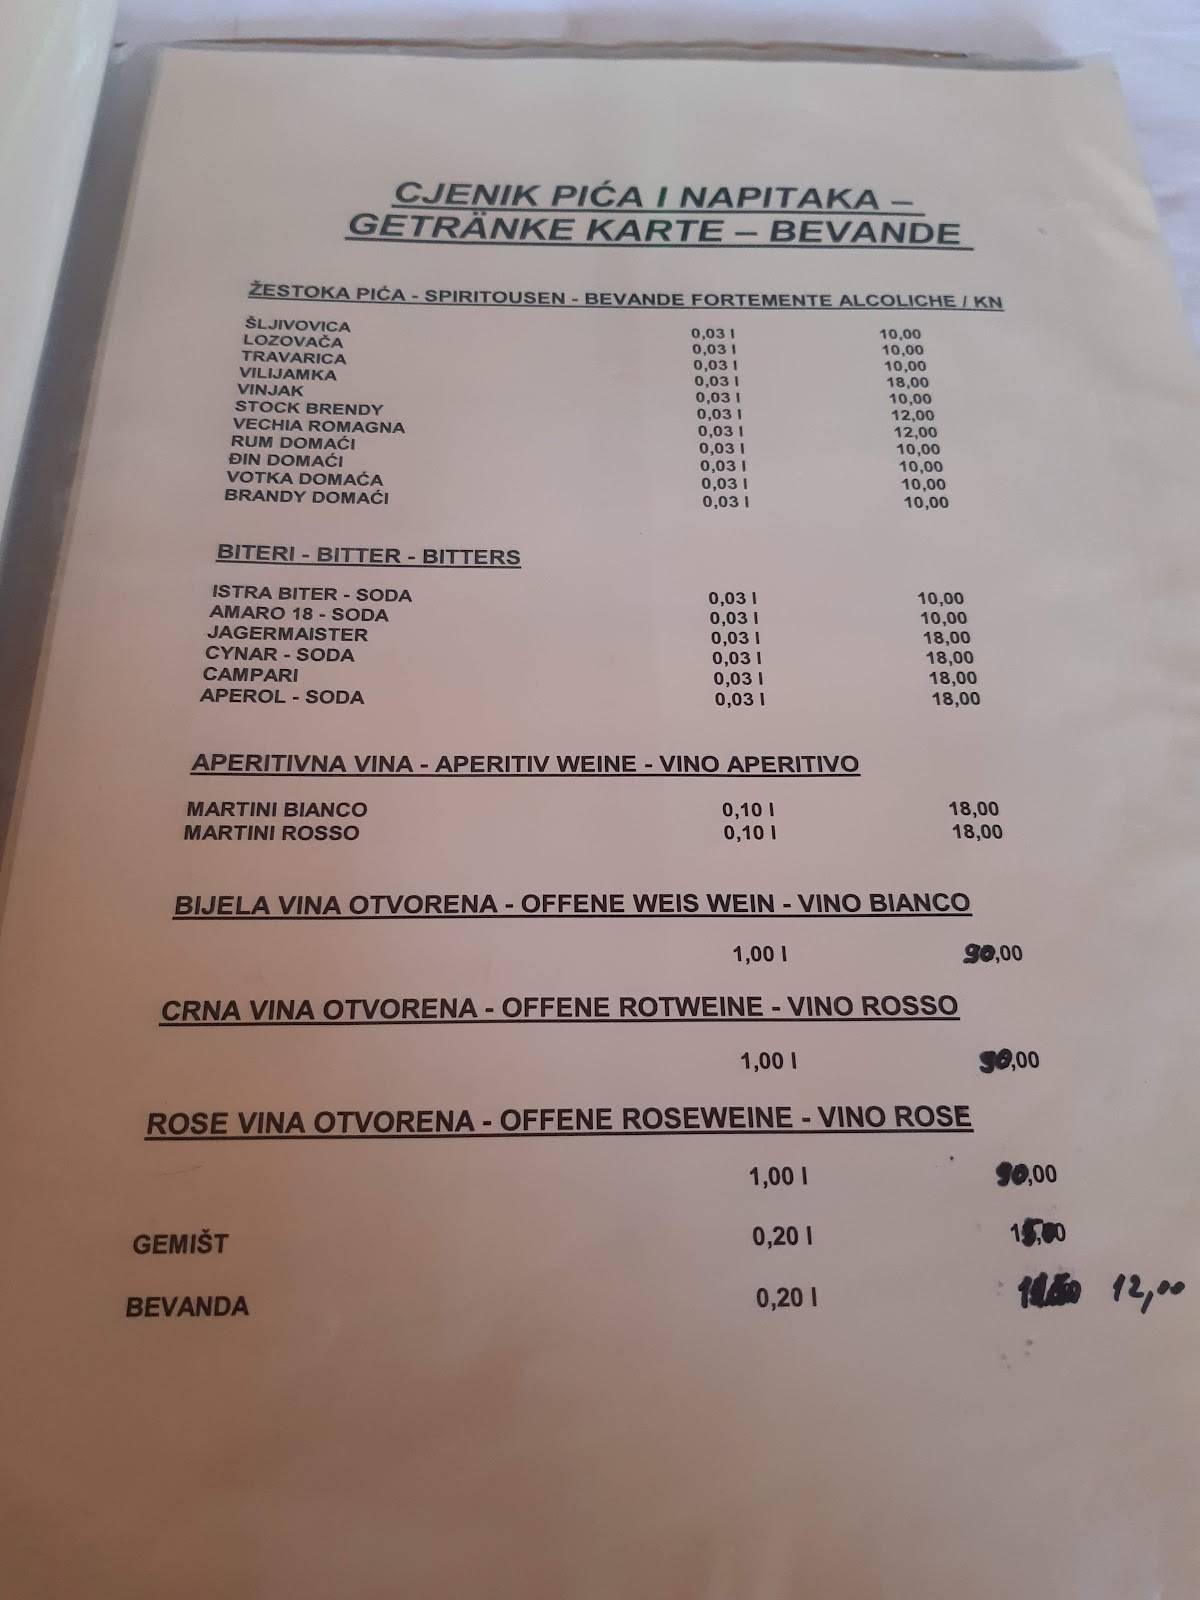 CJENIK PIĆA I NAPITAKA –
GETRÄNKE KARTE – BEVANDE
ŽESTOKA PIĆA - SPIRITOUSEN - BEVANDE FORTEMENTE ALCOLICHE / KN
ŠLJIVOVICA 0,03 l 10,00
LOZOVAČA 0,03 l 10,00
TRAVARICA 0,03 l 10,00
VILIJAMKA 0,03 l 18,00
VINJAK 0,03 l 10,00
STOCK BRENDY 0,03 l 12,00
VECHIA ROMAGNA 0,03 l 12,00
RUM DOMAĆI 0,03 l 10,00
ĐIN DOMAĆI 0,03 l 10,00
VOTKA DOMAĆA 0,03 l 10,00
BRANDY DOMAĆI 0,03 l 10,00
BITERI - BITTER - BITTERS
ISTRA BITER - SODA 0,03 l 10,00
AMARO 18 - SODA 0,03 l 10,00
JAGERMAISTER 0,03 l 18,00
CYNAR - SODA 0,03 l 18,00
CAMPARI 0,03 l 18,00
APEROL - SODA 0,03 l 18,00
APERITIVNA VINA - APERITIV WEINE - VINO APERITIVO
MARTINI BIANCO 0,10 l 18,00
MARTINI ROSSO 0,10 l 18,00
BIJELA VINA OTVORENA - OFFENE WEIS WEIN - VINO BIANCO
1,00 l 90,00
CRNA VINA OTVORENA - OFFENE ROTWEINE - VINO ROSSO
1,00 l 90,00
ROSE VINA OTVORENA - OFFENE ROSEWEINE - VINO ROSE
1,00 l 90,00
GEMIŠT 0,20 l 15,00
BEVANDA 0,20 l 12,00